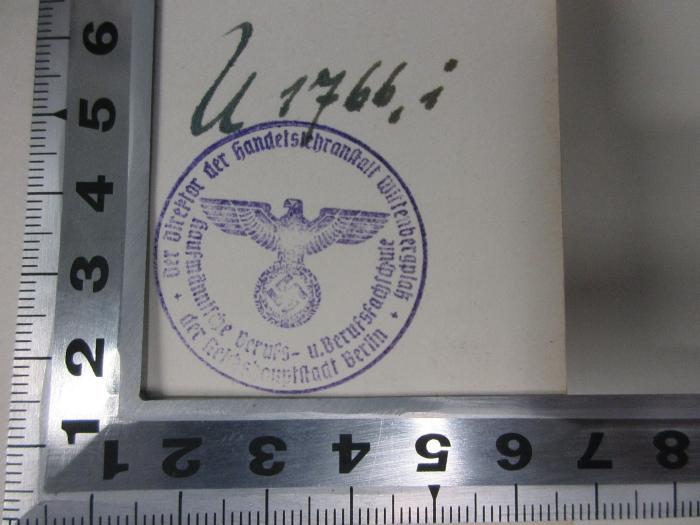 U 1766, i
Der Direktor der Handelslehranstalt Wittenbergplatz
Kaufmännische Berufs- u. Berufsfachschule
der Reichshauptstadt Berlin
6
5
4
3
2
1
1 2 3 4 5 6 7 8